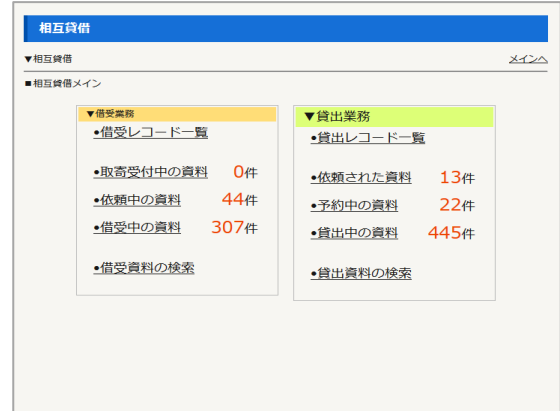 相互貸借
▼相互貸借
メインへ
■相互貸借メイン
▼借受業務
•借受レコード一覧
•取寄受付中の資料 0件
•依頼中の資料 44件
•借受中の資料 307件
•借受資料の検索
▼貸出業務
•貸出レコード一覧
•依頼された資料 13件
•予約中の資料 22件
•貸出中の資料 445件
•貸出資料の検索